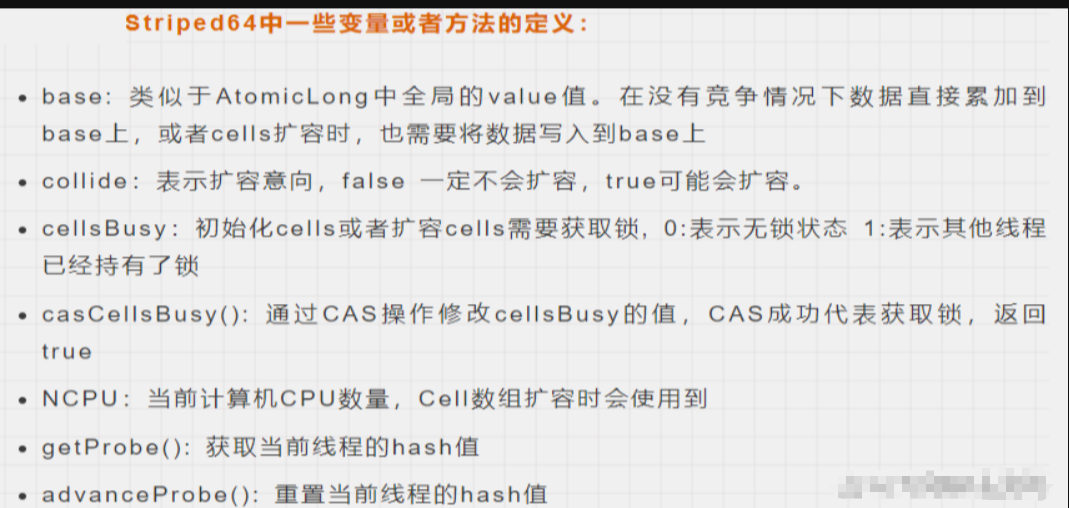 Striped64中一些变量或者方法的定义：
• base: 类似于AtomicLong中全局的value值。在没有竞争情况下数据直接累加到
base上，或者cells扩容时，也需要将数据写入到base上
• collide：表示扩容意向，false 一定不会扩容，true可能会扩容。
• cellsBusy：初始化cells或者扩容cells需要获取锁，0:表示无锁状态 1:表示其他线程
已经持有了锁
• casCellsBusy(): 通过CAS操作修改cellsBusy的值，CAS成功代表获取锁，返回
true
• NCPU：当前计算机CPU数量，Cell数组扩容时会使用到
• getProbe(): 获取当前线程的hash值
• advanceProbe(): 重置当前线程的hash值